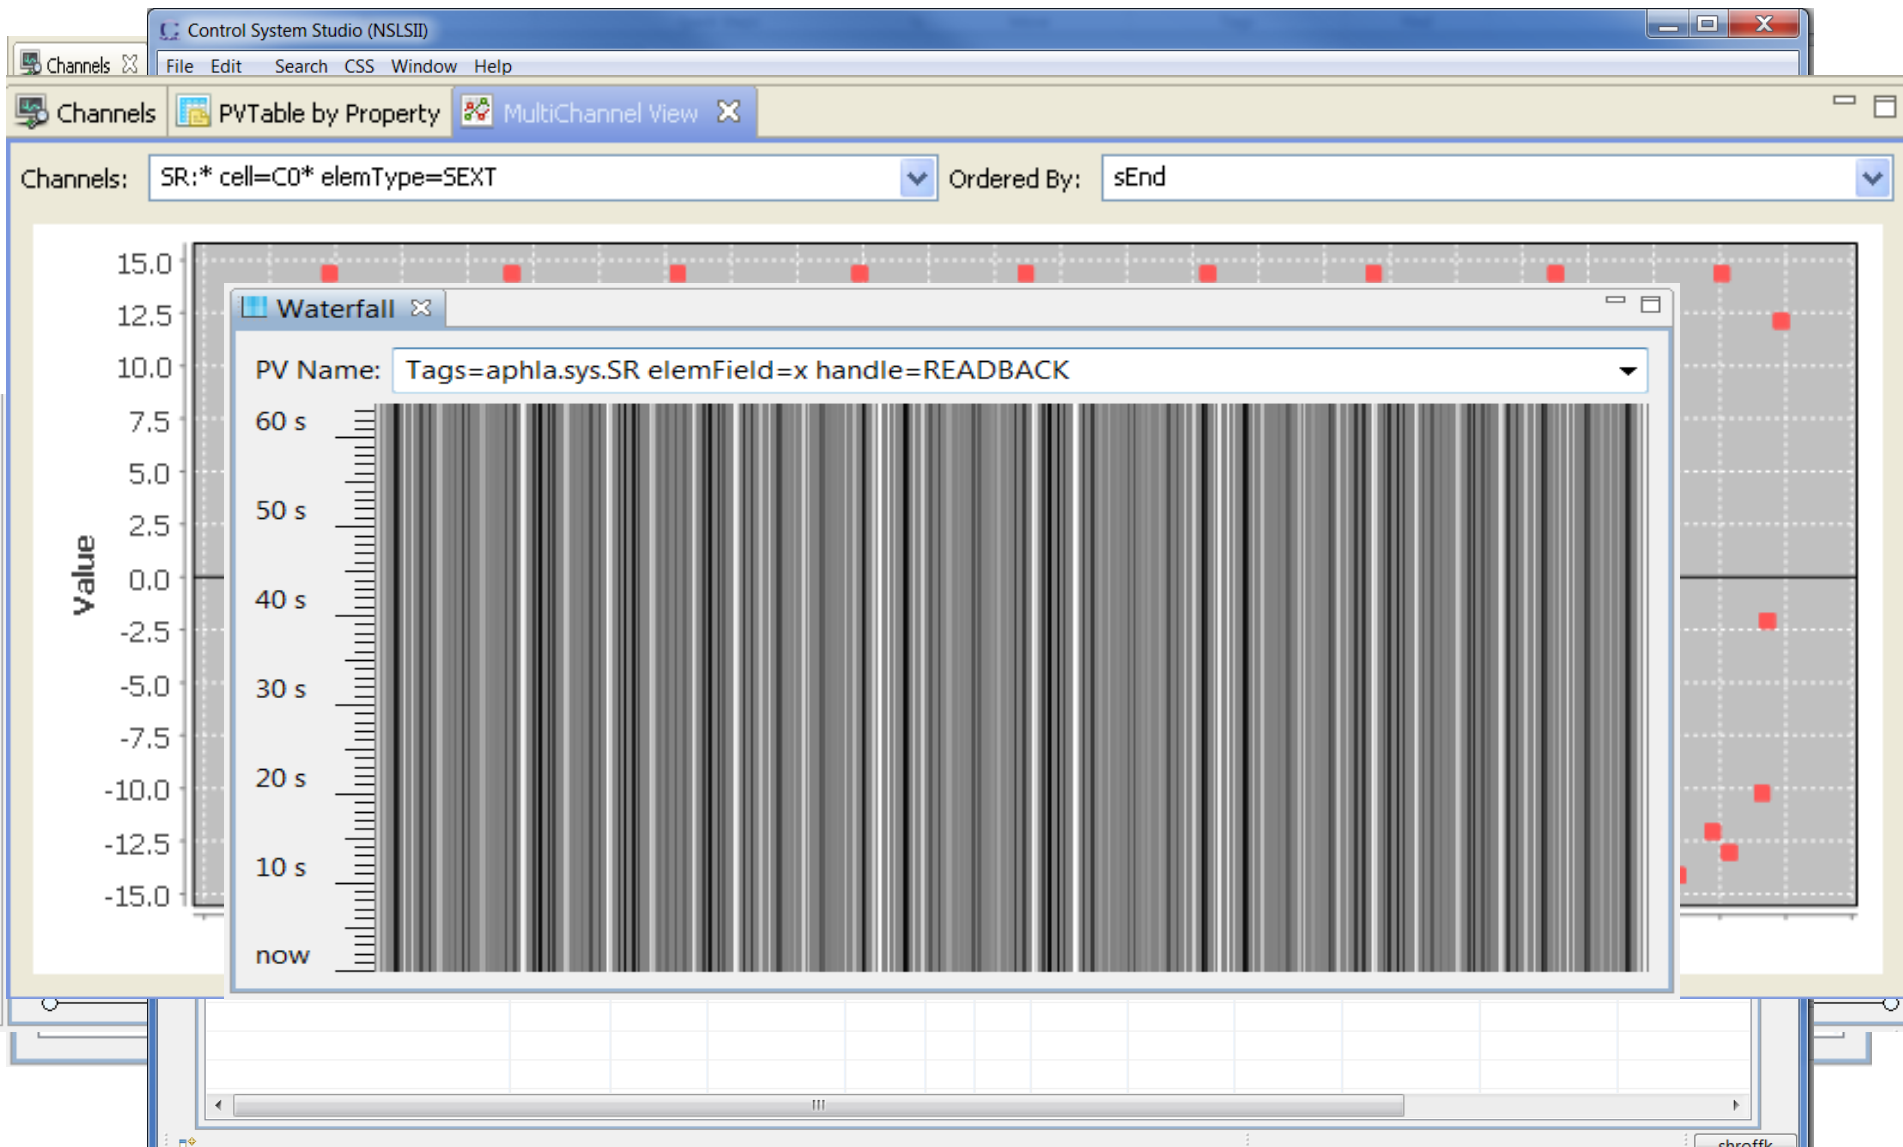 Control System Studio (NSLSII)
Channels
File Edit Search CSS Window Help
Channels PVTable by Property MultiChannel View
Channels: SR:* cell=C0* elemType=SEXT Ordered By: sEnd
15.0
12.5
10.0
7.5
5.0
2.5
0.0
-2.5
-5.0
-7.5
-10.0
-12.5
-15.0
Value
Waterfall
PV Name: Tags=aphla.sys.SR elemField=x handle=READBACK
60 s
50 s
40 s
30 s
20 s
10 s
now
shroffk